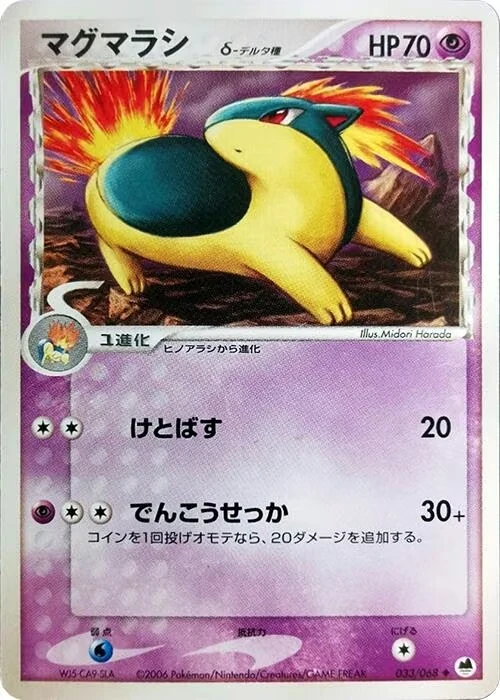 マグマラシ δ-デルタ種 HP70
Illus.Midori Harada
1進化
ヒノアラシから進化
けとばす 20
でんこうせっか 30+
コインを1回投げオモテなら、20ダメージを追加する。
弱点 抵抗力 にげる
WJ5 CA9-SLA ©2006 Pokémon/Nintendo/Creatures/GAME FREAK 033/068 ◆